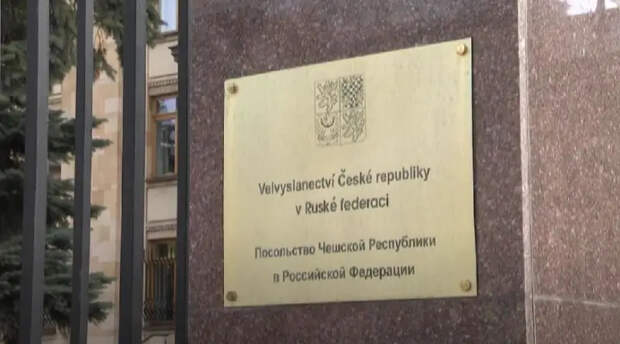 Velvyslanectví České republiky
v Ruské federaci
Посольство Чешской Республики
в Российской Федерации